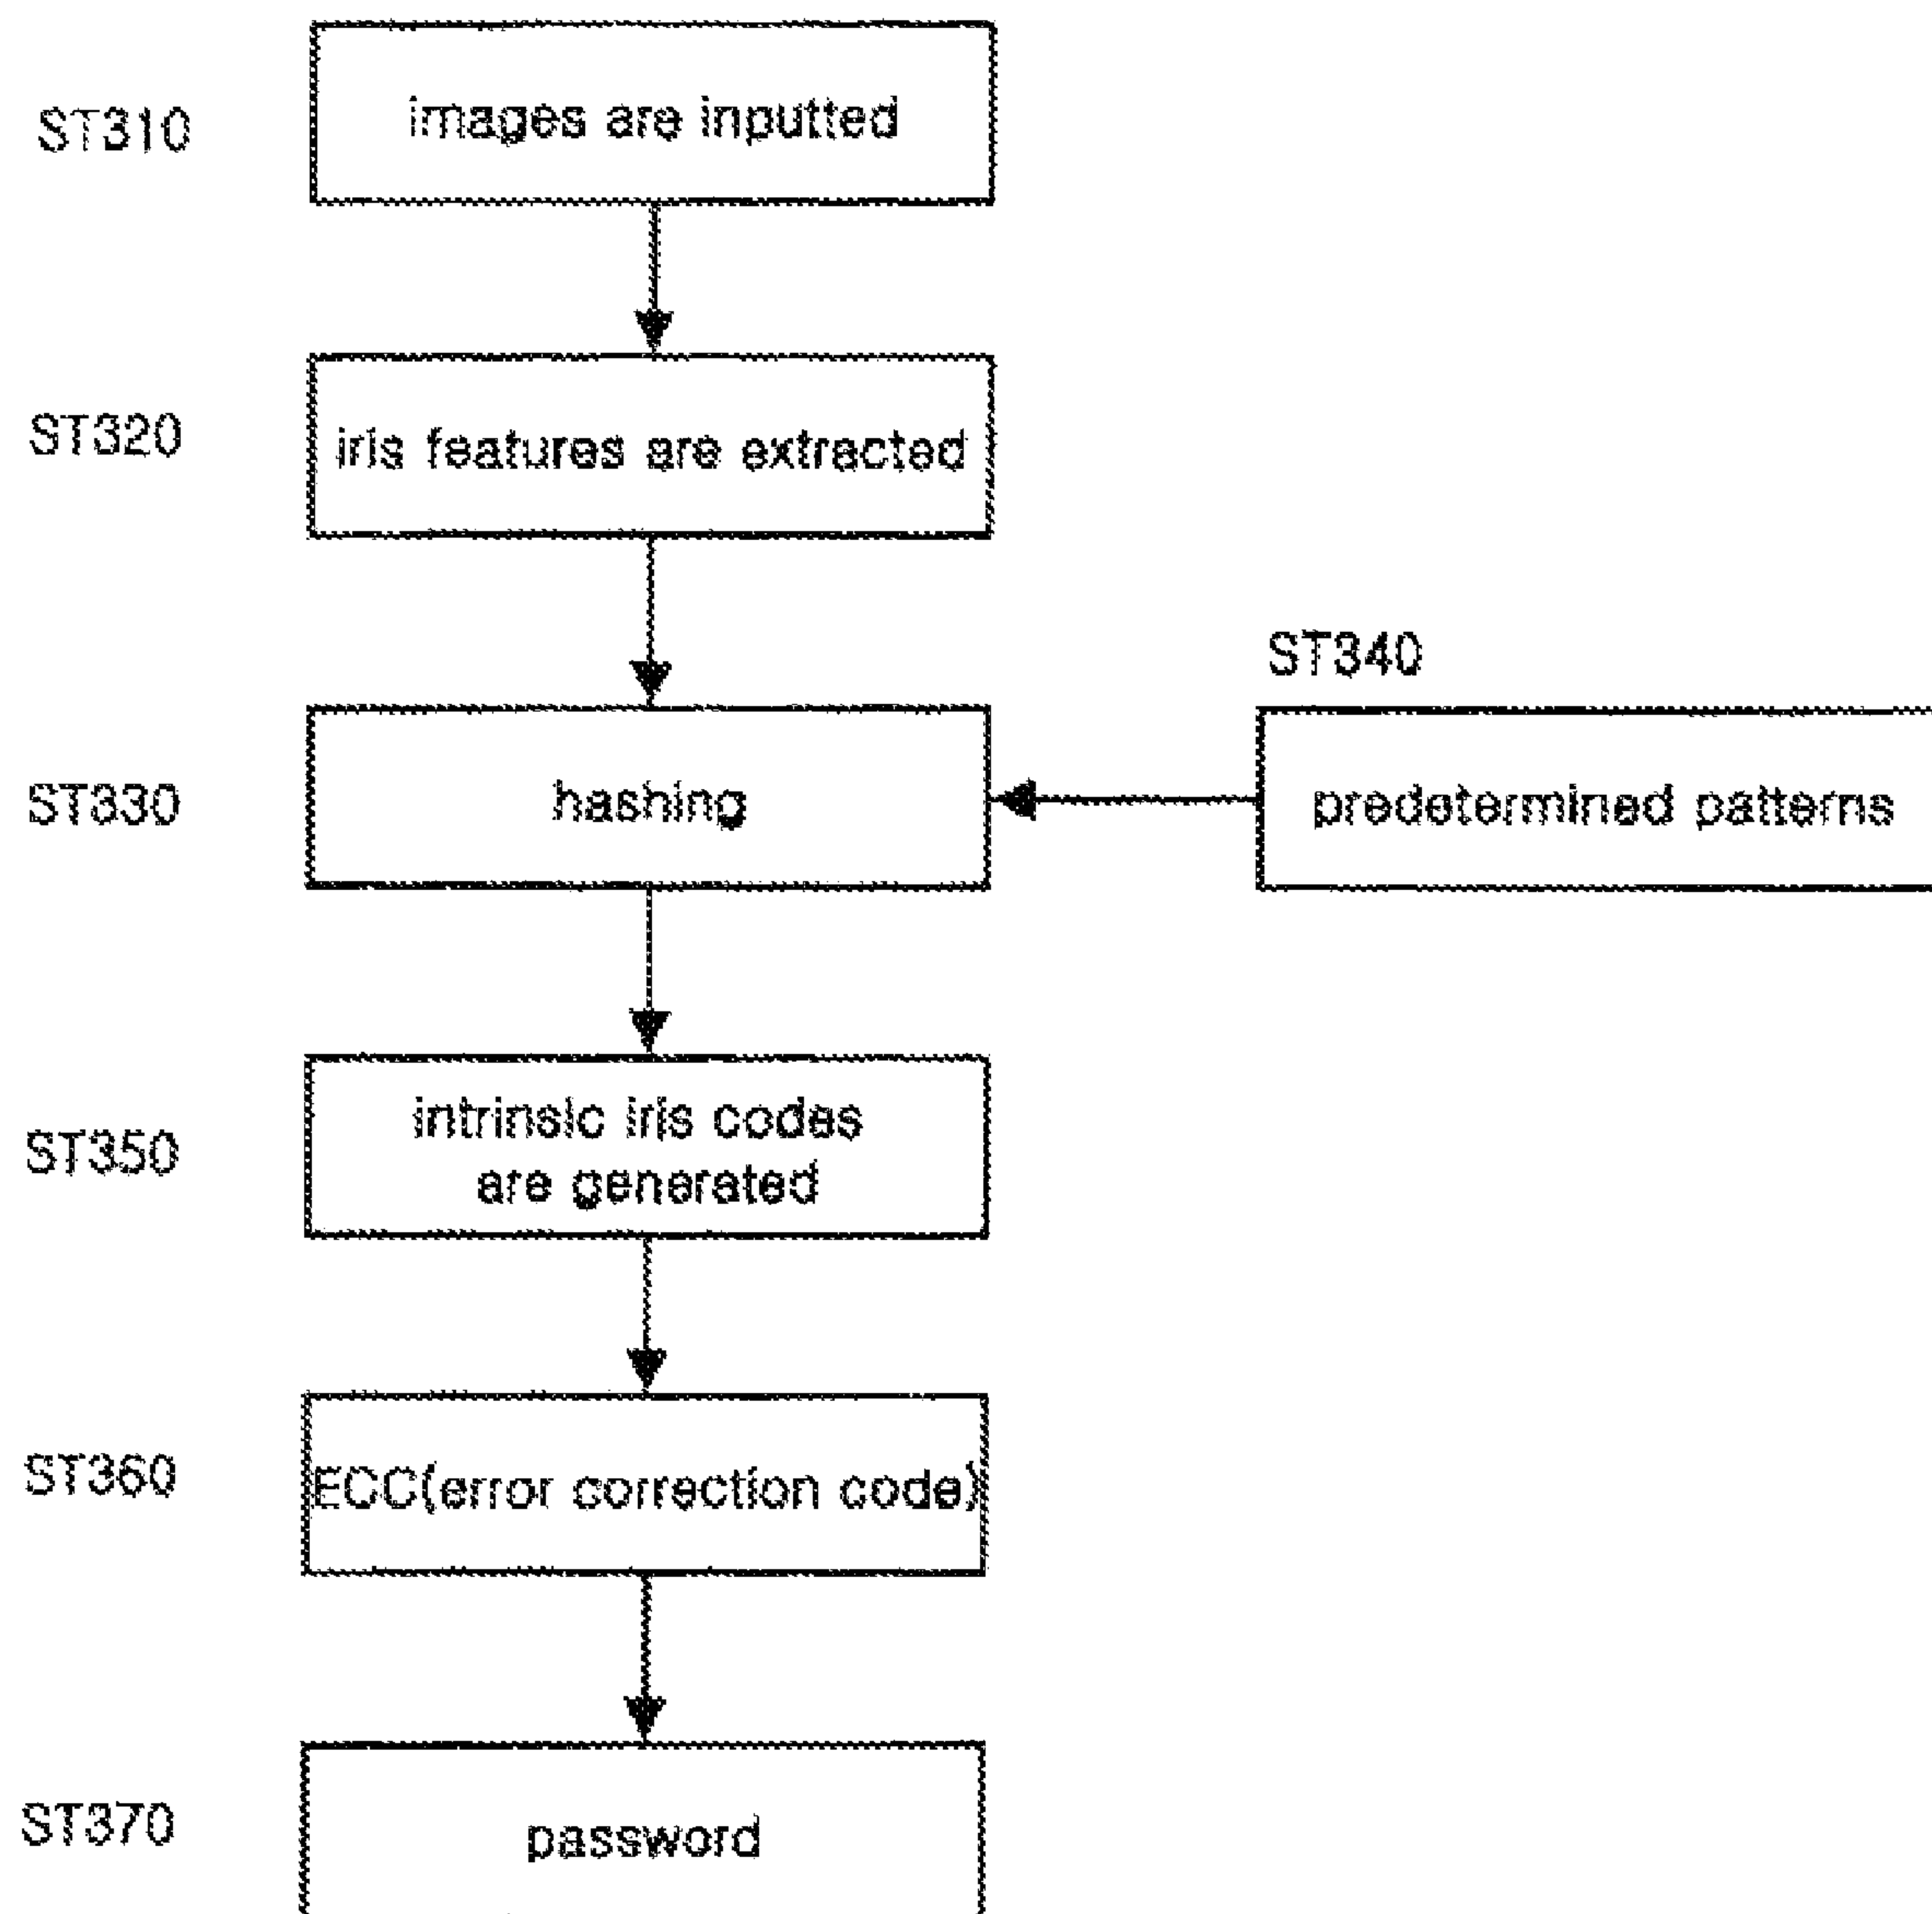 ST310
images are inputted
ST320
iris features are extracted
ST340
ST330
hashing
predetermined patterns
ST350
intrinsic iris codes
are generated
ST360
ECC(error correction code)
ST370
password